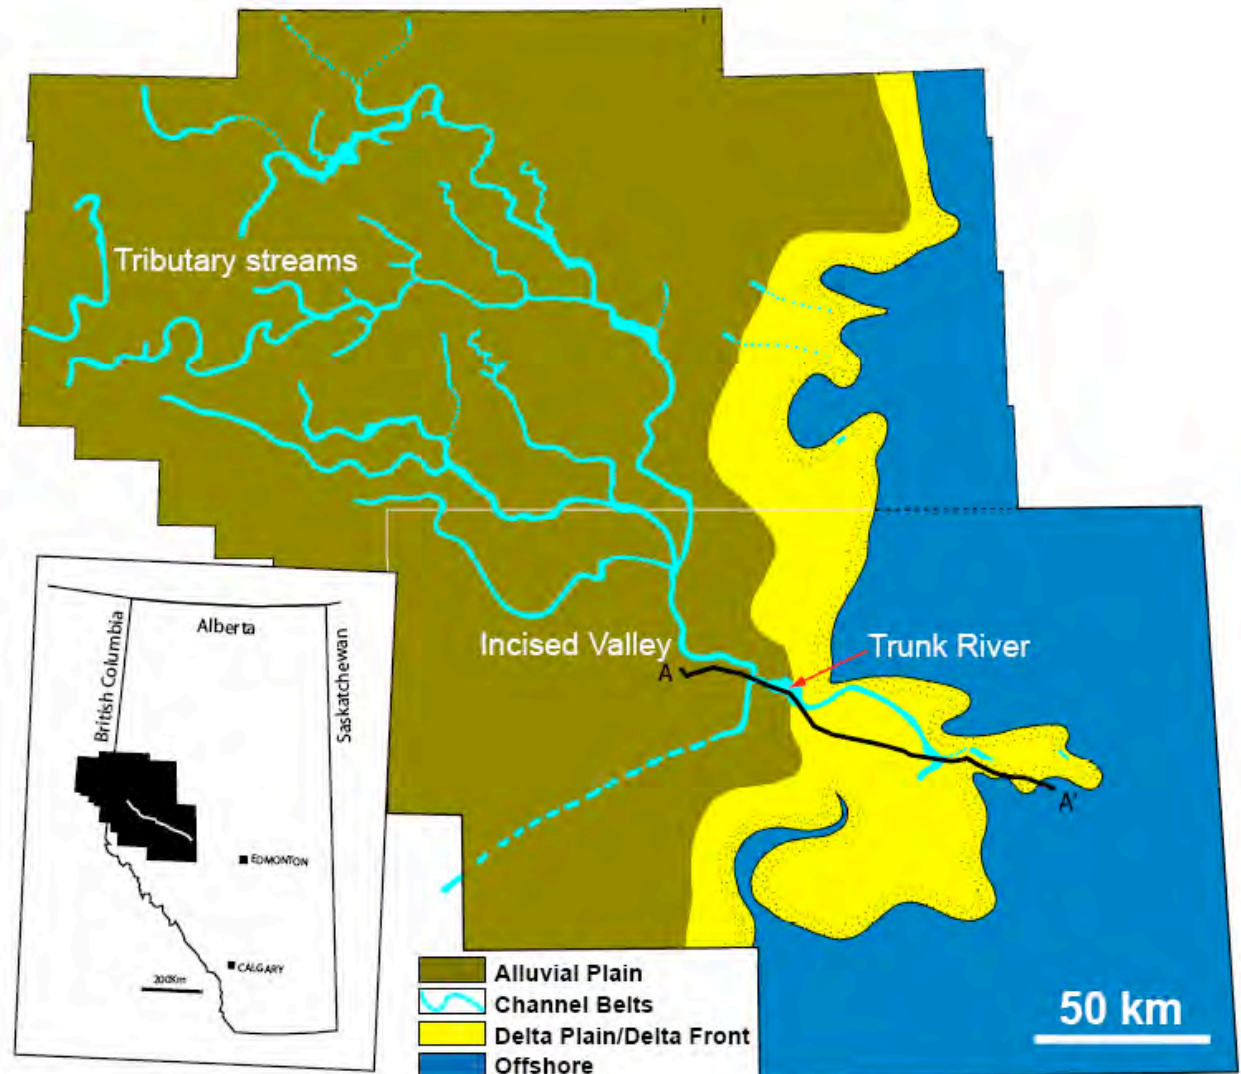 Tributary streams
Incised Valley
Trunk River
A
A'
British Columbia
Alberta
Saskatchewan
EDMONTON
CALGARY
200Km
Alluvial Plain
Channel Belts
Delta Plain/Delta Front
Offshore
50 km